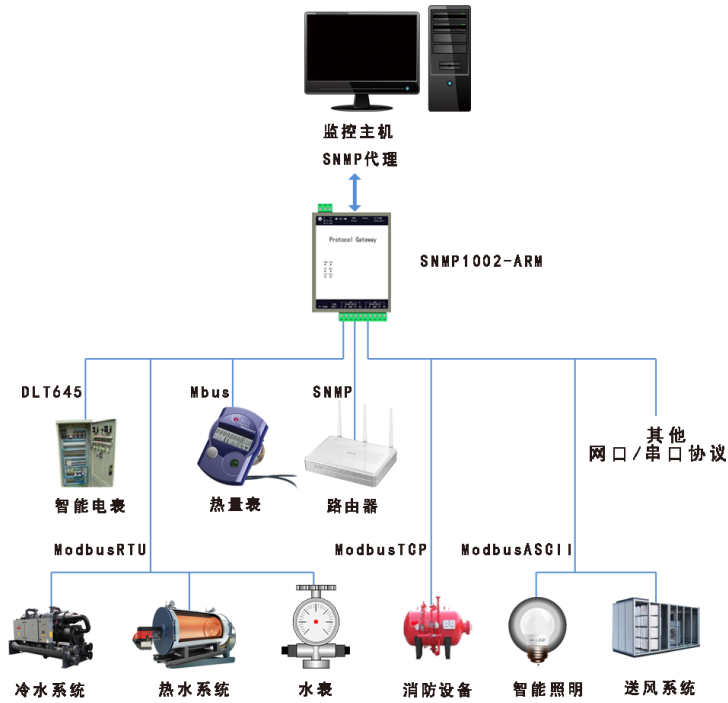 监控主机
SNMP代理
Protocol Gateway
SNMP1002-ARM
DLT645
Mbus
SNMP
其他
网口/串口协议
智能电表
热量表
路由器
ModbusRTU
ModbusTCP
ModbusASCII
冷水系统
热水系统
水表
消防设备
智能照明
送风系统